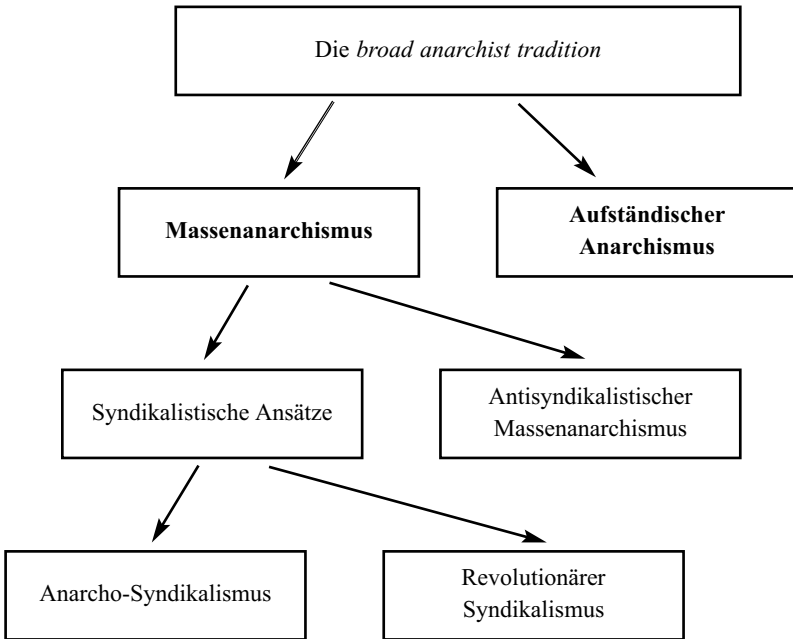 Die broad anarchist tradition
Massenanarchismus
Aufständischer
Anarchismus
Syndikalistische Ansätze
Antisyndikalistischer
Massenanarchismus
Anarcho-Syndikalismus
Revolutionärer
Syndikalismus